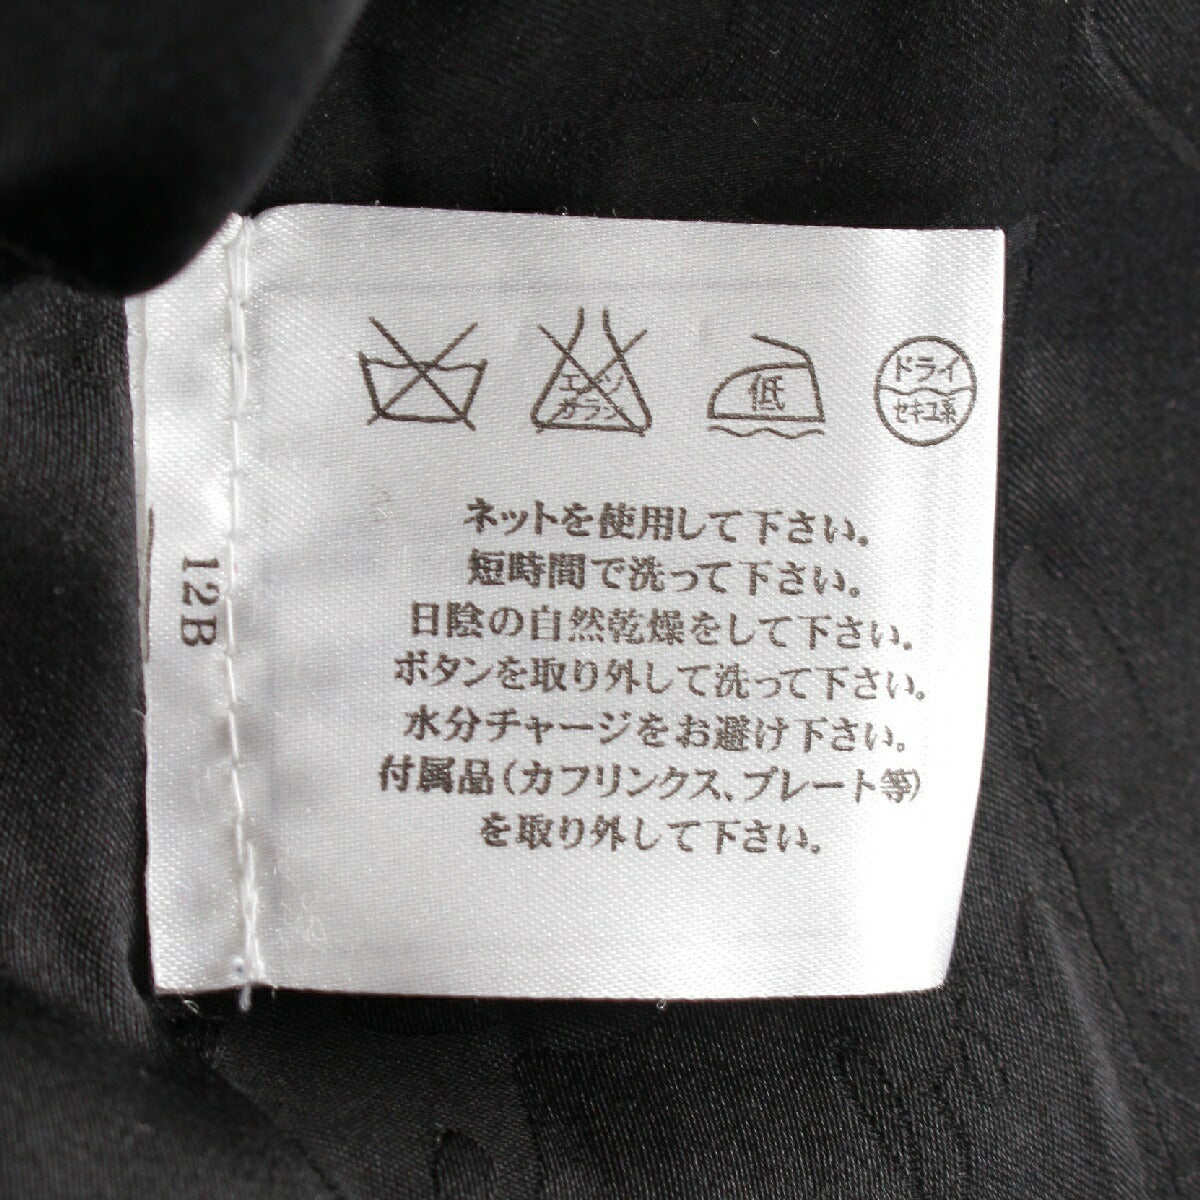 エンソ
サラシ
低
ドライ
セキユ系
ネットを使用して下さい。
短時間で洗って下さい。
日陰の自然乾燥をして下さい。
ボタンを取り外して洗って下さい。
水分チャージをお避け下さい。
付属品(カフリンクス、プレート等)
を取り外して下さい。
12B